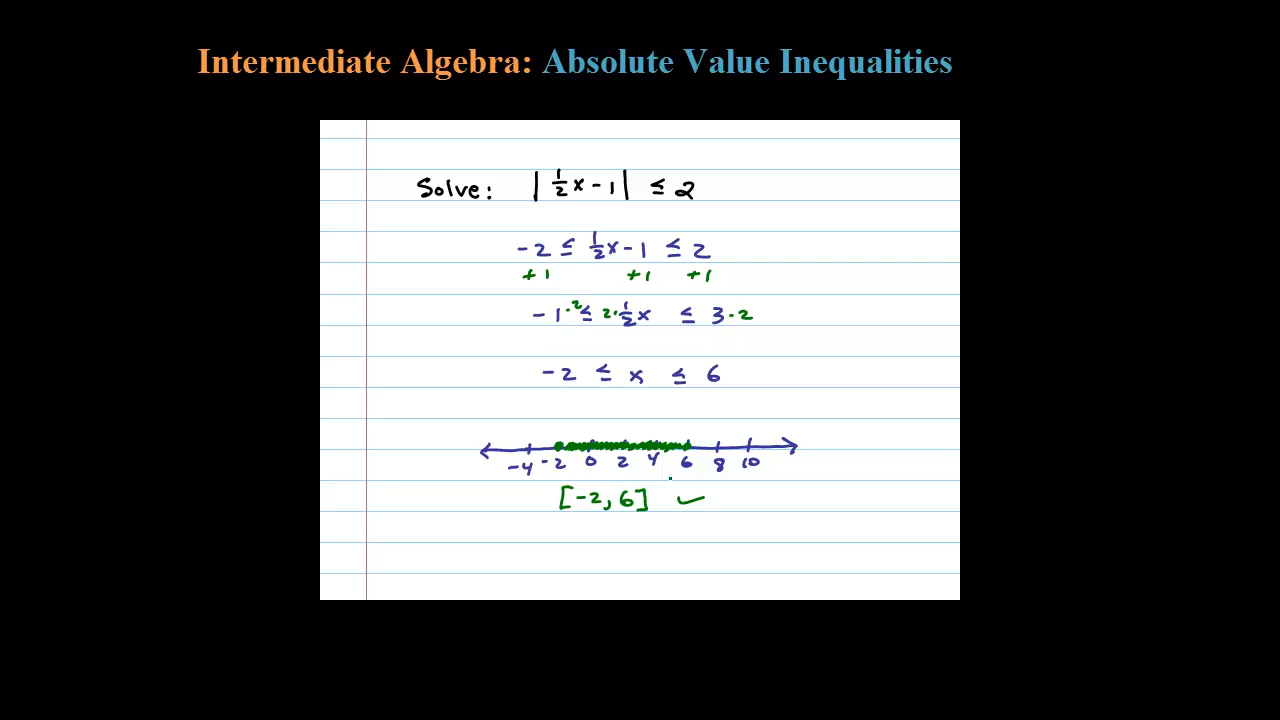 Intermediate Algebra: Absolute Value Inequalities
Solve: |½x - 1| ≤ 2
-2 ≤ ½x - 1 ≤ 2
+1 +1 +1
-1·2 ≤ 2·½x ≤ 3·2
-2 ≤ x ≤ 6
-4 -2 0 2 4 6 8 10
[-2, 6] ✓